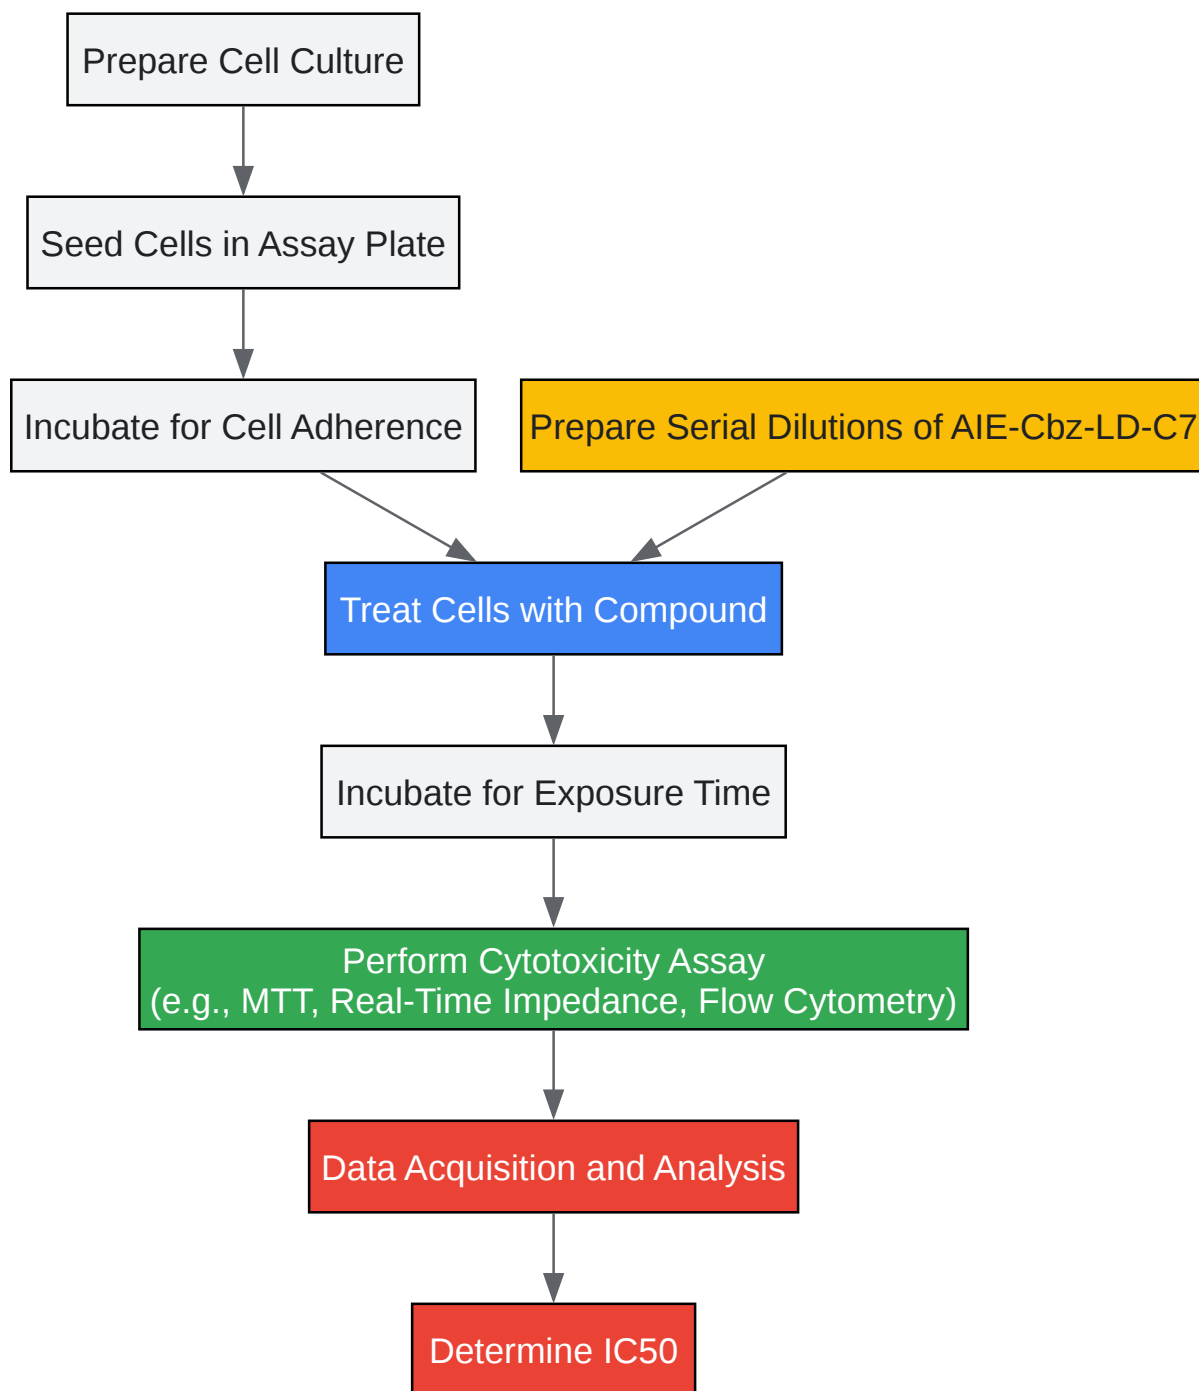 Prepare Cell Culture
Seed Cells in Assay Plate
Incubate for Cell Adherence
Prepare Serial Dilutions of AIE-Cbz-LD-C7
Treat Cells with Compound
Incubate for Exposure Time
Perform Cytotoxicity Assay
(e.g., MTT, Real-Time Impedance, Flow Cytometry)
Data Acquisition and Analysis
Determine IC50